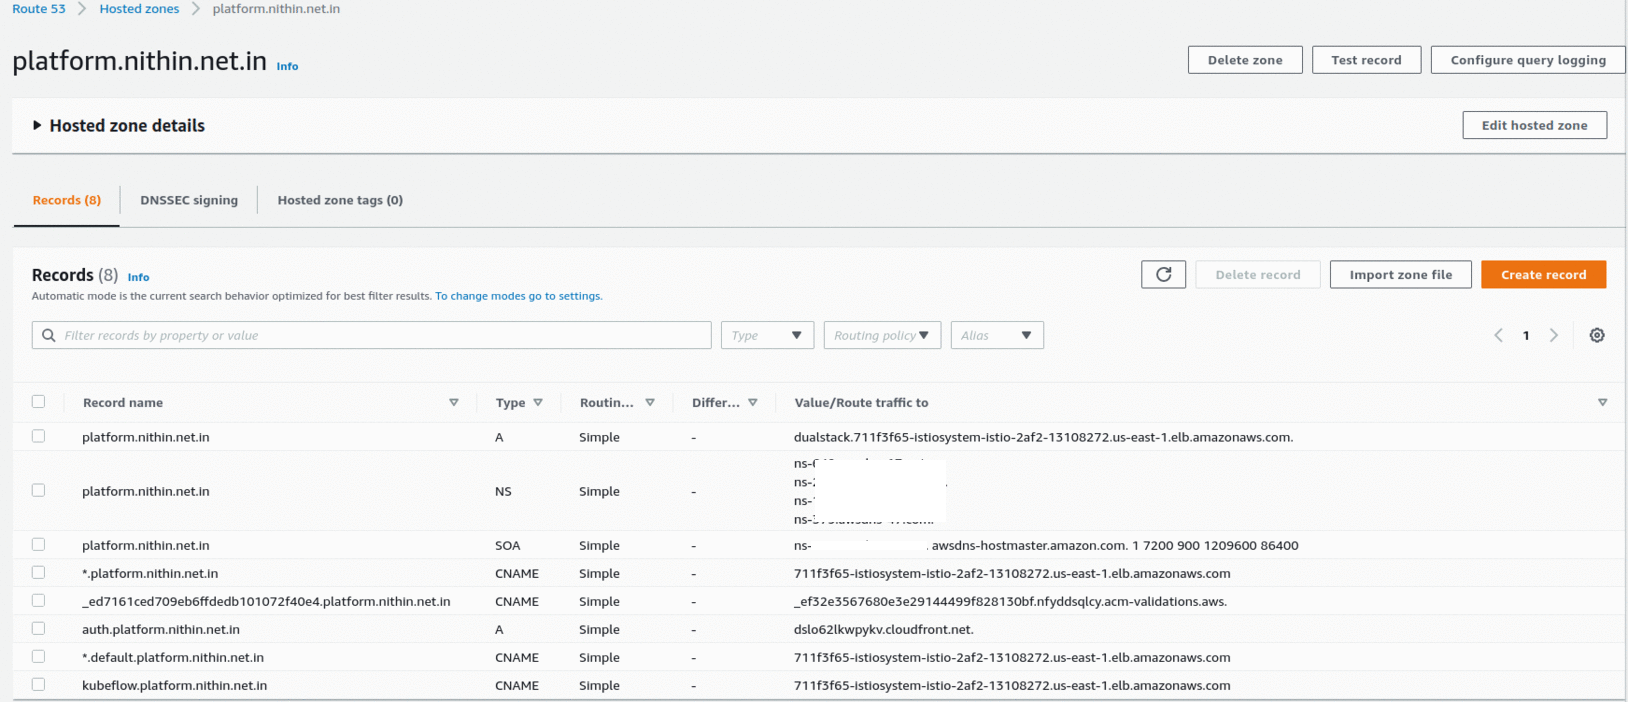 Route 53 > Hosted zones > platform.nithin.net.in
platform.nithin.net.in Info
Delete zone Test record Configure query logging
Hosted zone details
Edit hosted zone
Records (8) DNSSEC signing Hosted zone tags (0)
Records (8) Info
Delete record Import zone file Create record
Automatic mode is the current search behavior optimized for best filter results. To change modes go to settings.
Filter records by property or value Type Routing policy Alias 1
Record name Type Routin... Differ... Value/Route traffic to
platform.nithin.net.in A Simple - dualstack.711f3f65-istiosystem-istio-2af2-13108272.us-east-1.elb.amazonaws.com.
ns-
ns-
platform.nithin.net.in NS Simple -
ns-
ns-
platform.nithin.net.in SOA Simple - ns- . awsdns-hostmaster.amazon.com. 1 7200 900 1209600 86400
*.platform.nithin.net.in CNAME Simple - 711f3f65-istiosystem-istio-2af2-13108272.us-east-1.elb.amazonaws.com
_ed7161ced709eb6ffdedb101072f40e4.platform.nithin.net.in CNAME Simple - _ef32e3567680e3e29144499f828130bf.nfyddsqlcy.acm-validations.aws.
auth.platform.nithin.net.in A Simple - dslo62lkwpykv.cloudfront.net.
*.default.platform.nithin.net.in CNAME Simple - 711f3f65-istiosystem-istio-2af2-13108272.us-east-1.elb.amazonaws.com
kubeflow.platform.nithin.net.in CNAME Simple - 711f3f65-istiosystem-istio-2af2-13108272.us-east-1.elb.amazonaws.com